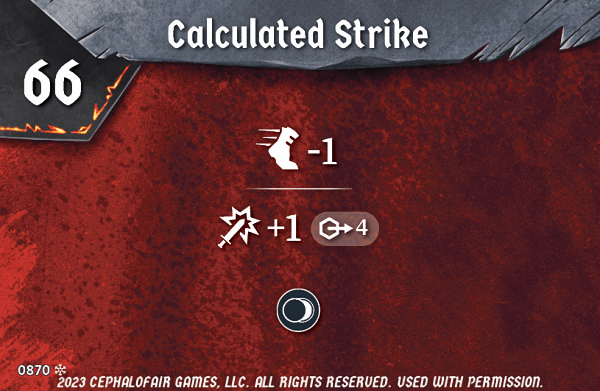 Calculated Strike
66
-1
+1 4
0870
2023 CEPHALOFAIR GAMES, LLC. ALL RIGHTS RESERVED. USED WITH PERMISSION.